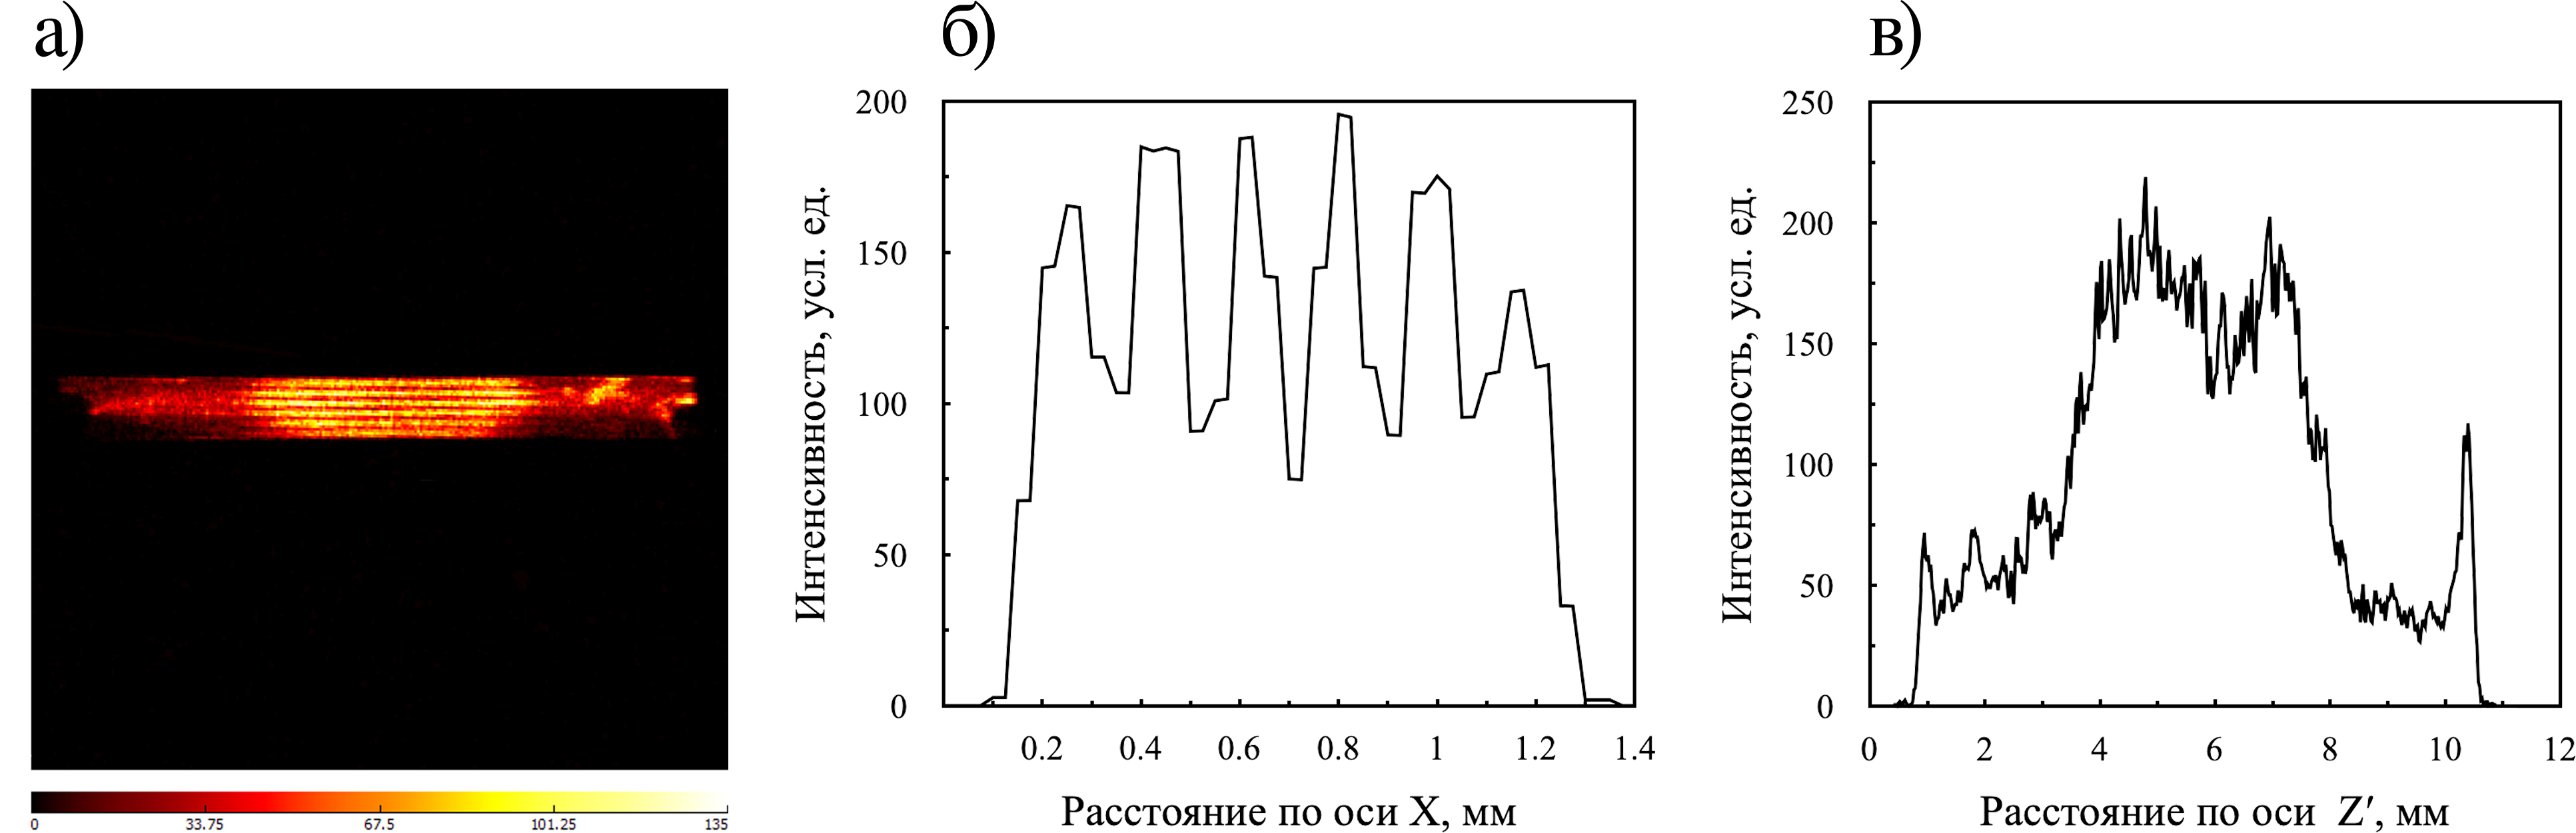 а)
0 33.75 67.5 101.25 135
б)
Интенсивность, усл. ед.
200
150
100
50
0
0.2 0.4 0.6 0.8 1 1.2 1.4
Расстояние по оси X, мм
в)
Интенсивность, усл. ед.
250
200
150
100
50
0
0 2 4 6 8 10 12
Расстояние по оси Z′, мм